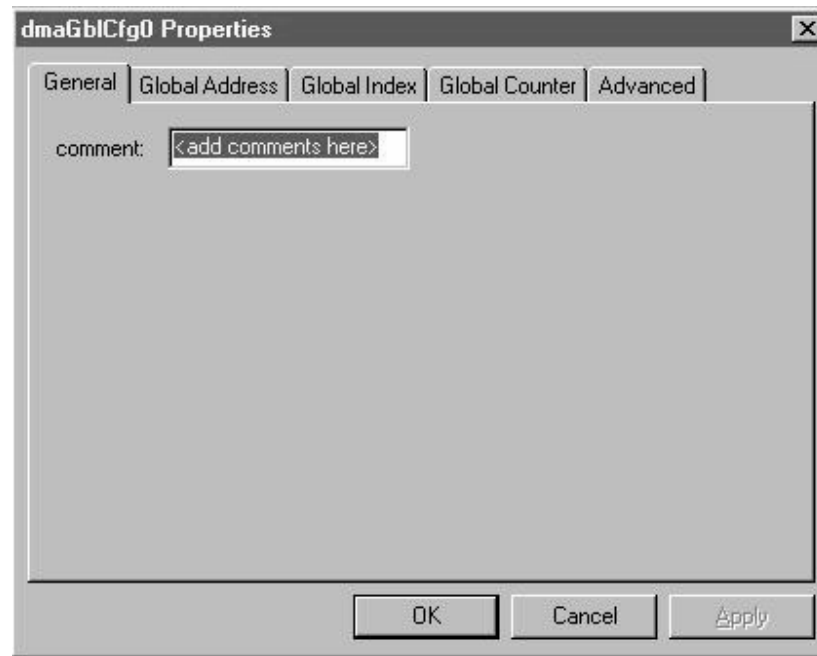 dmaGblCfg0 Properties
General Global Address Global Index Global Counter Advanced
comment: <add comments here>
OK Cancel Apply